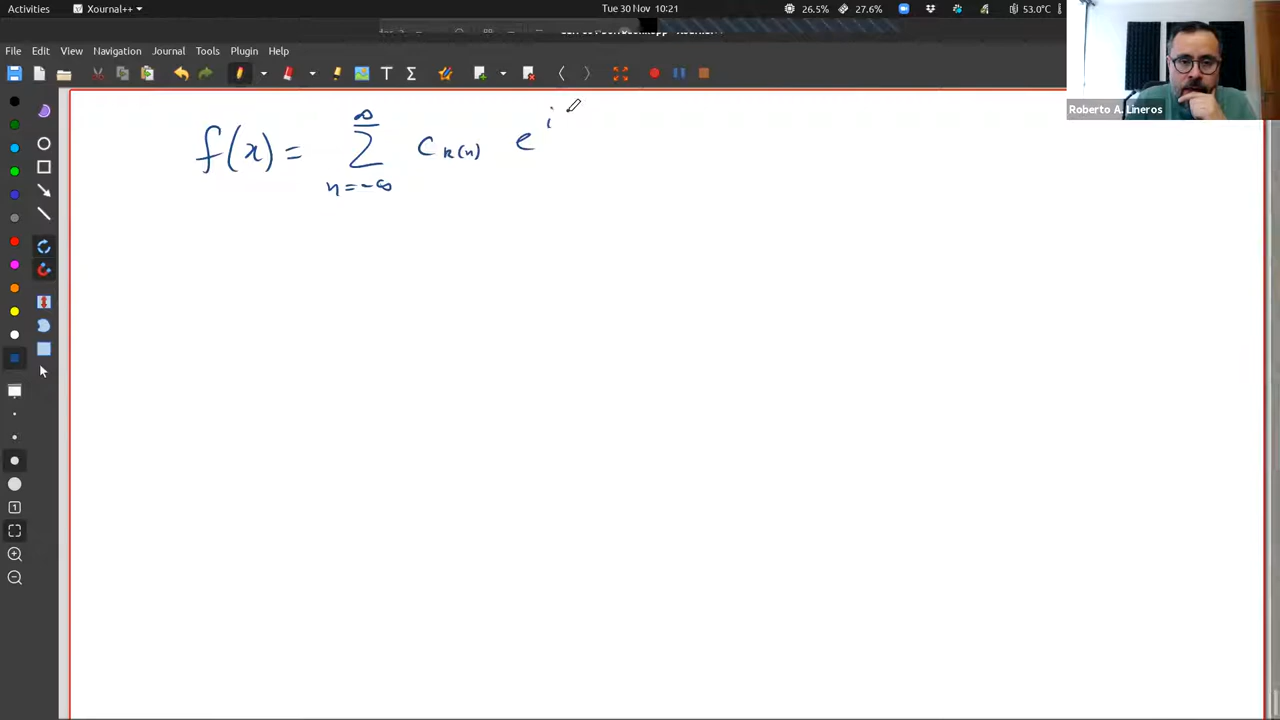 Activities Xournal++ Tue 30 Nov 10:21 26.5% 27.6% 53.0°C
File Edit View Navigation Journal Tools Plugin Help
Roberto A. Lineros
f(x) = ∑_{n=-∞}^{∞} c_{k(n)} e^{i